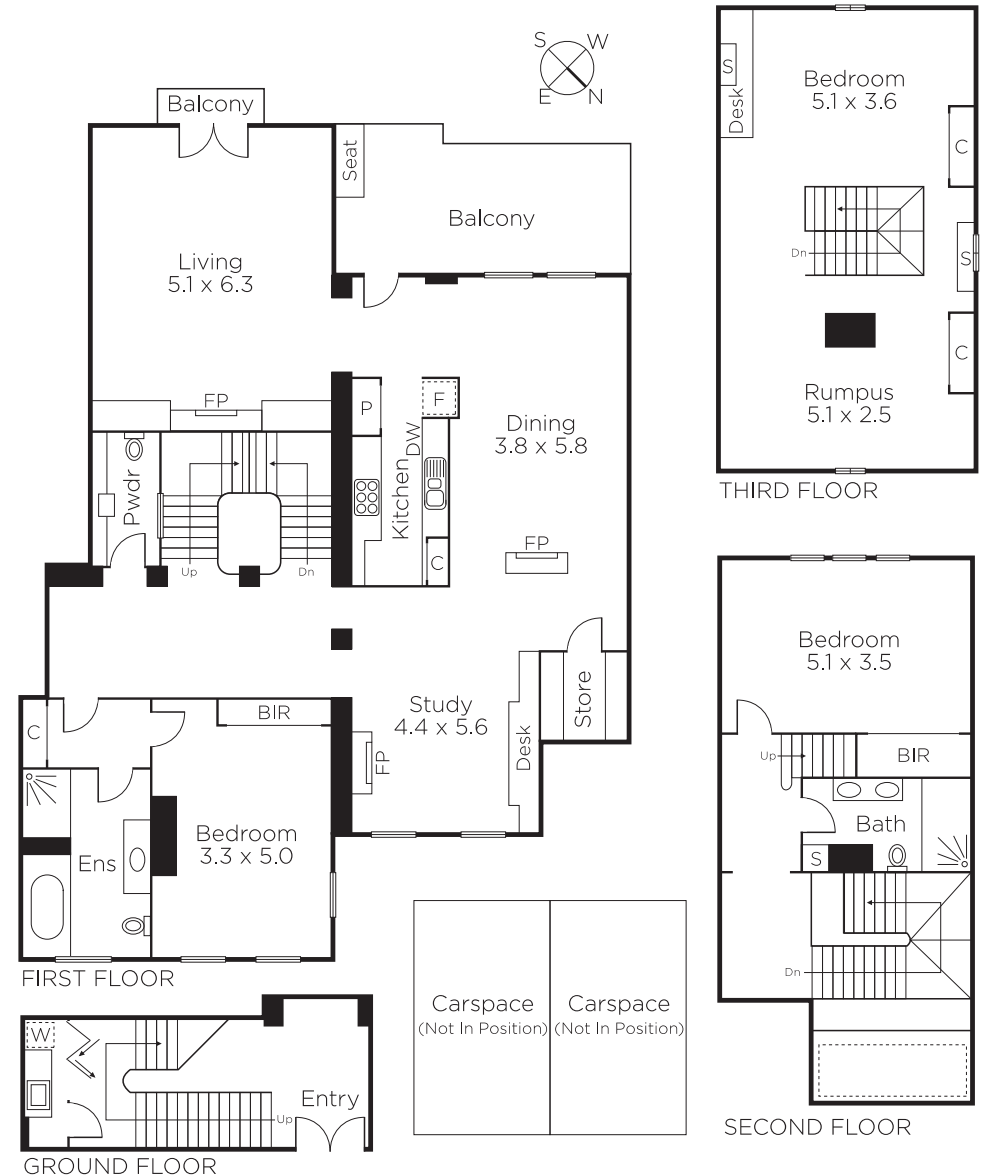 S W
E N
Balcony
Seat
Balcony
Living
5.1 x 6.3
FP
P
F
DW
Kitchen
C
Dining
3.8 x 5.8
FP
Pwdr
Up
Dn
Store
Study
4.4 x 5.6
Desk
FP
C
BIR
Bedroom
3.3 x 5.0
Ens
FIRST FLOOR
W
Up
Entry
GROUND FLOOR
Carspace
(Not In Position)
Carspace
(Not In Position)
S
Desk
Bedroom
5.1 x 3.6
C
Dn
S
C
Rumpus
5.1 x 2.5
THIRD FLOOR
Bedroom
5.1 x 3.5
Up
BIR
Bath
S
Dn
SECOND FLOOR